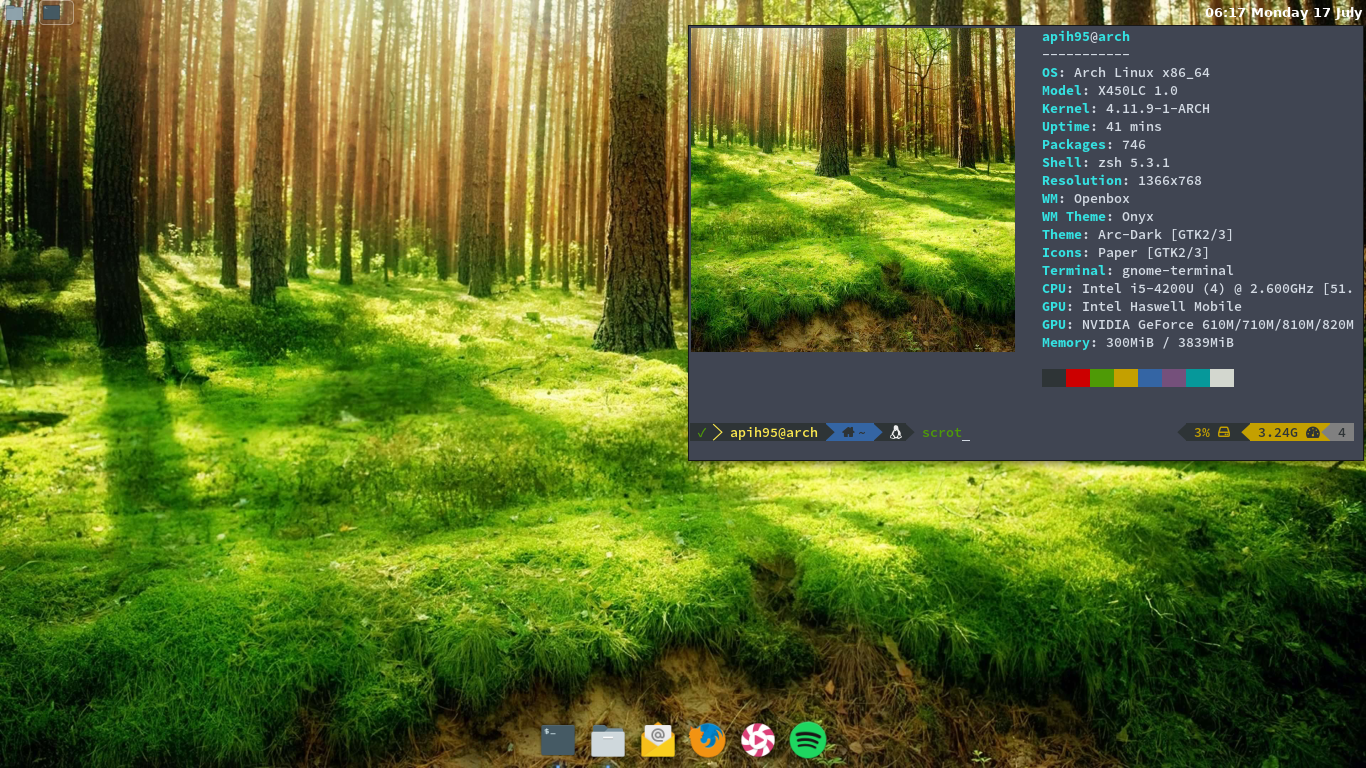 06:17 Monday 17 July
apih95@arch
-----------
OS: Arch Linux x86_64
Model: X450LC 1.0
Kernel: 4.11.9-1-ARCH
Uptime: 41 mins
Packages: 746
Shell: zsh 5.3.1
Resolution: 1366x768
WM: Openbox
WM Theme: Onyx
Theme: Arc-Dark [GTK2/3]
Icons: Paper [GTK2/3]
Terminal: gnome-terminal
CPU: Intel i5-4200U (4) @ 2.600GHz [51.
GPU: Intel Haswell Mobile
GPU: NVIDIA GeForce 610M/710M/810M/820M
Memory: 300MiB / 3839MiB
✓ apih95@arch ~ scrot_ 3% 3.24G 4
$_ @